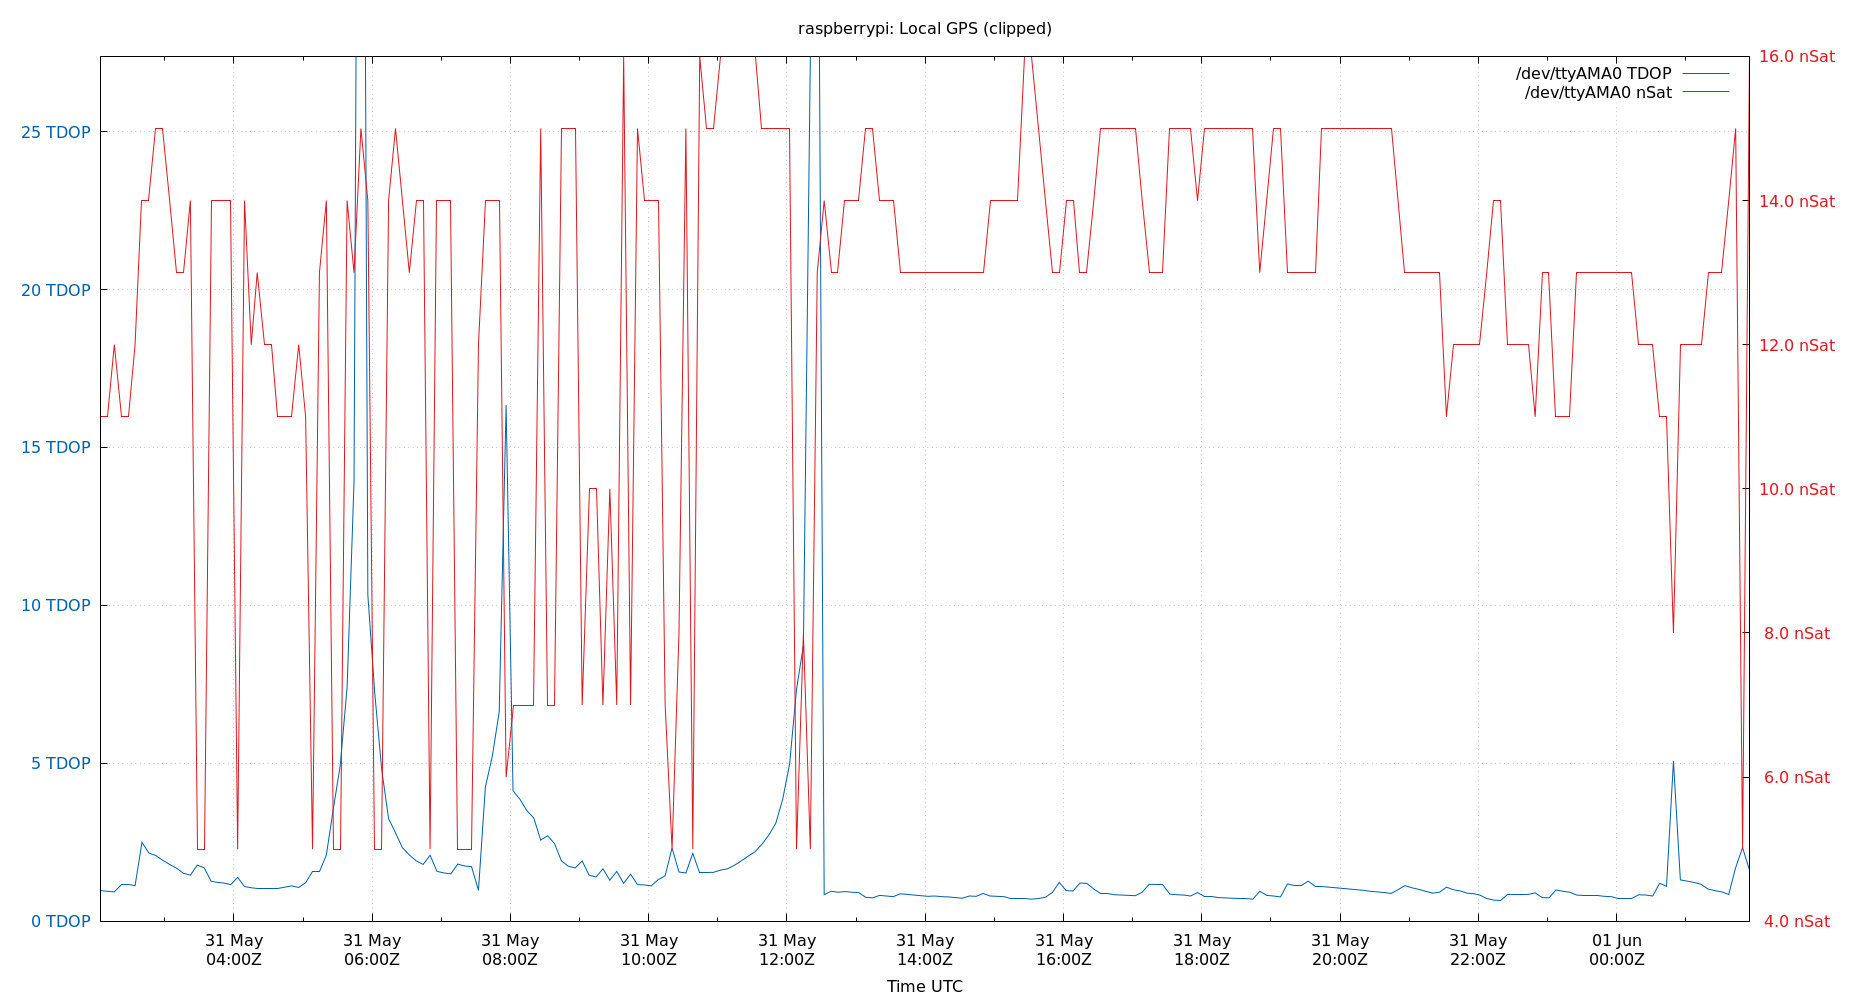 raspberrypi: Local GPS (clipped)
/dev/ttyAMA0 TDOP
/dev/ttyAMA0 nSat
25 TDOP
20 TDOP
15 TDOP
10 TDOP
5 TDOP
0 TDOP
16.0 nSat
14.0 nSat
12.0 nSat
10.0 nSat
8.0 nSat
6.0 nSat
4.0 nSat
31 May 31 May 31 May 31 May 31 May 31 May 31 May 31 May 31 May 31 May 01 Jun
04:00Z 06:00Z 08:00Z 10:00Z 12:00Z 14:00Z 16:00Z 18:00Z 20:00Z 22:00Z 00:00Z
Time UTC